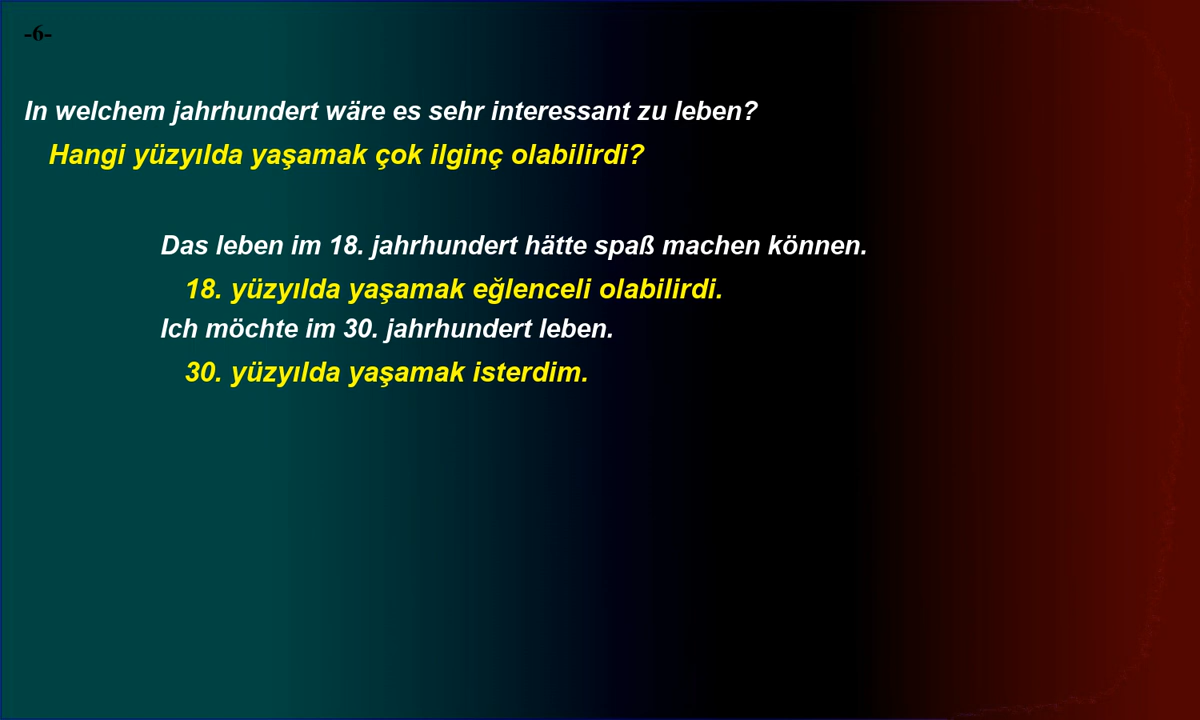 -6-
In welchem jahrhundert wäre es sehr interessant zu leben?
Hangi yüzyılda yaşamak çok ilginç olabilirdi?
Das leben im 18. jahrhundert hätte spaß machen können.
18. yüzyılda yaşamak eğlenceli olabilirdi.
Ich möchte im 30. jahrhundert leben.
30. yüzyılda yaşamak isterdim.